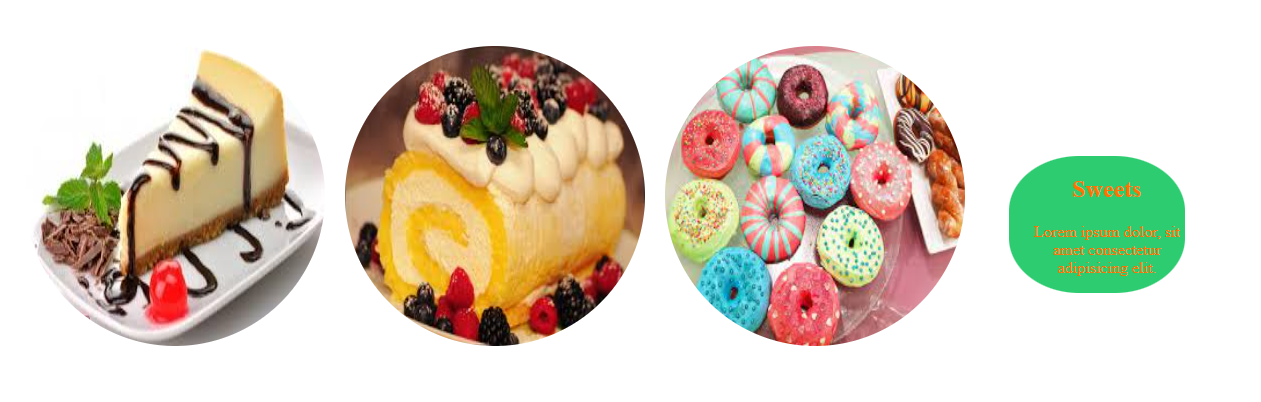 Sweets
Lorem ipsum dolor, sit
amet consectetur
adipisicing elit.